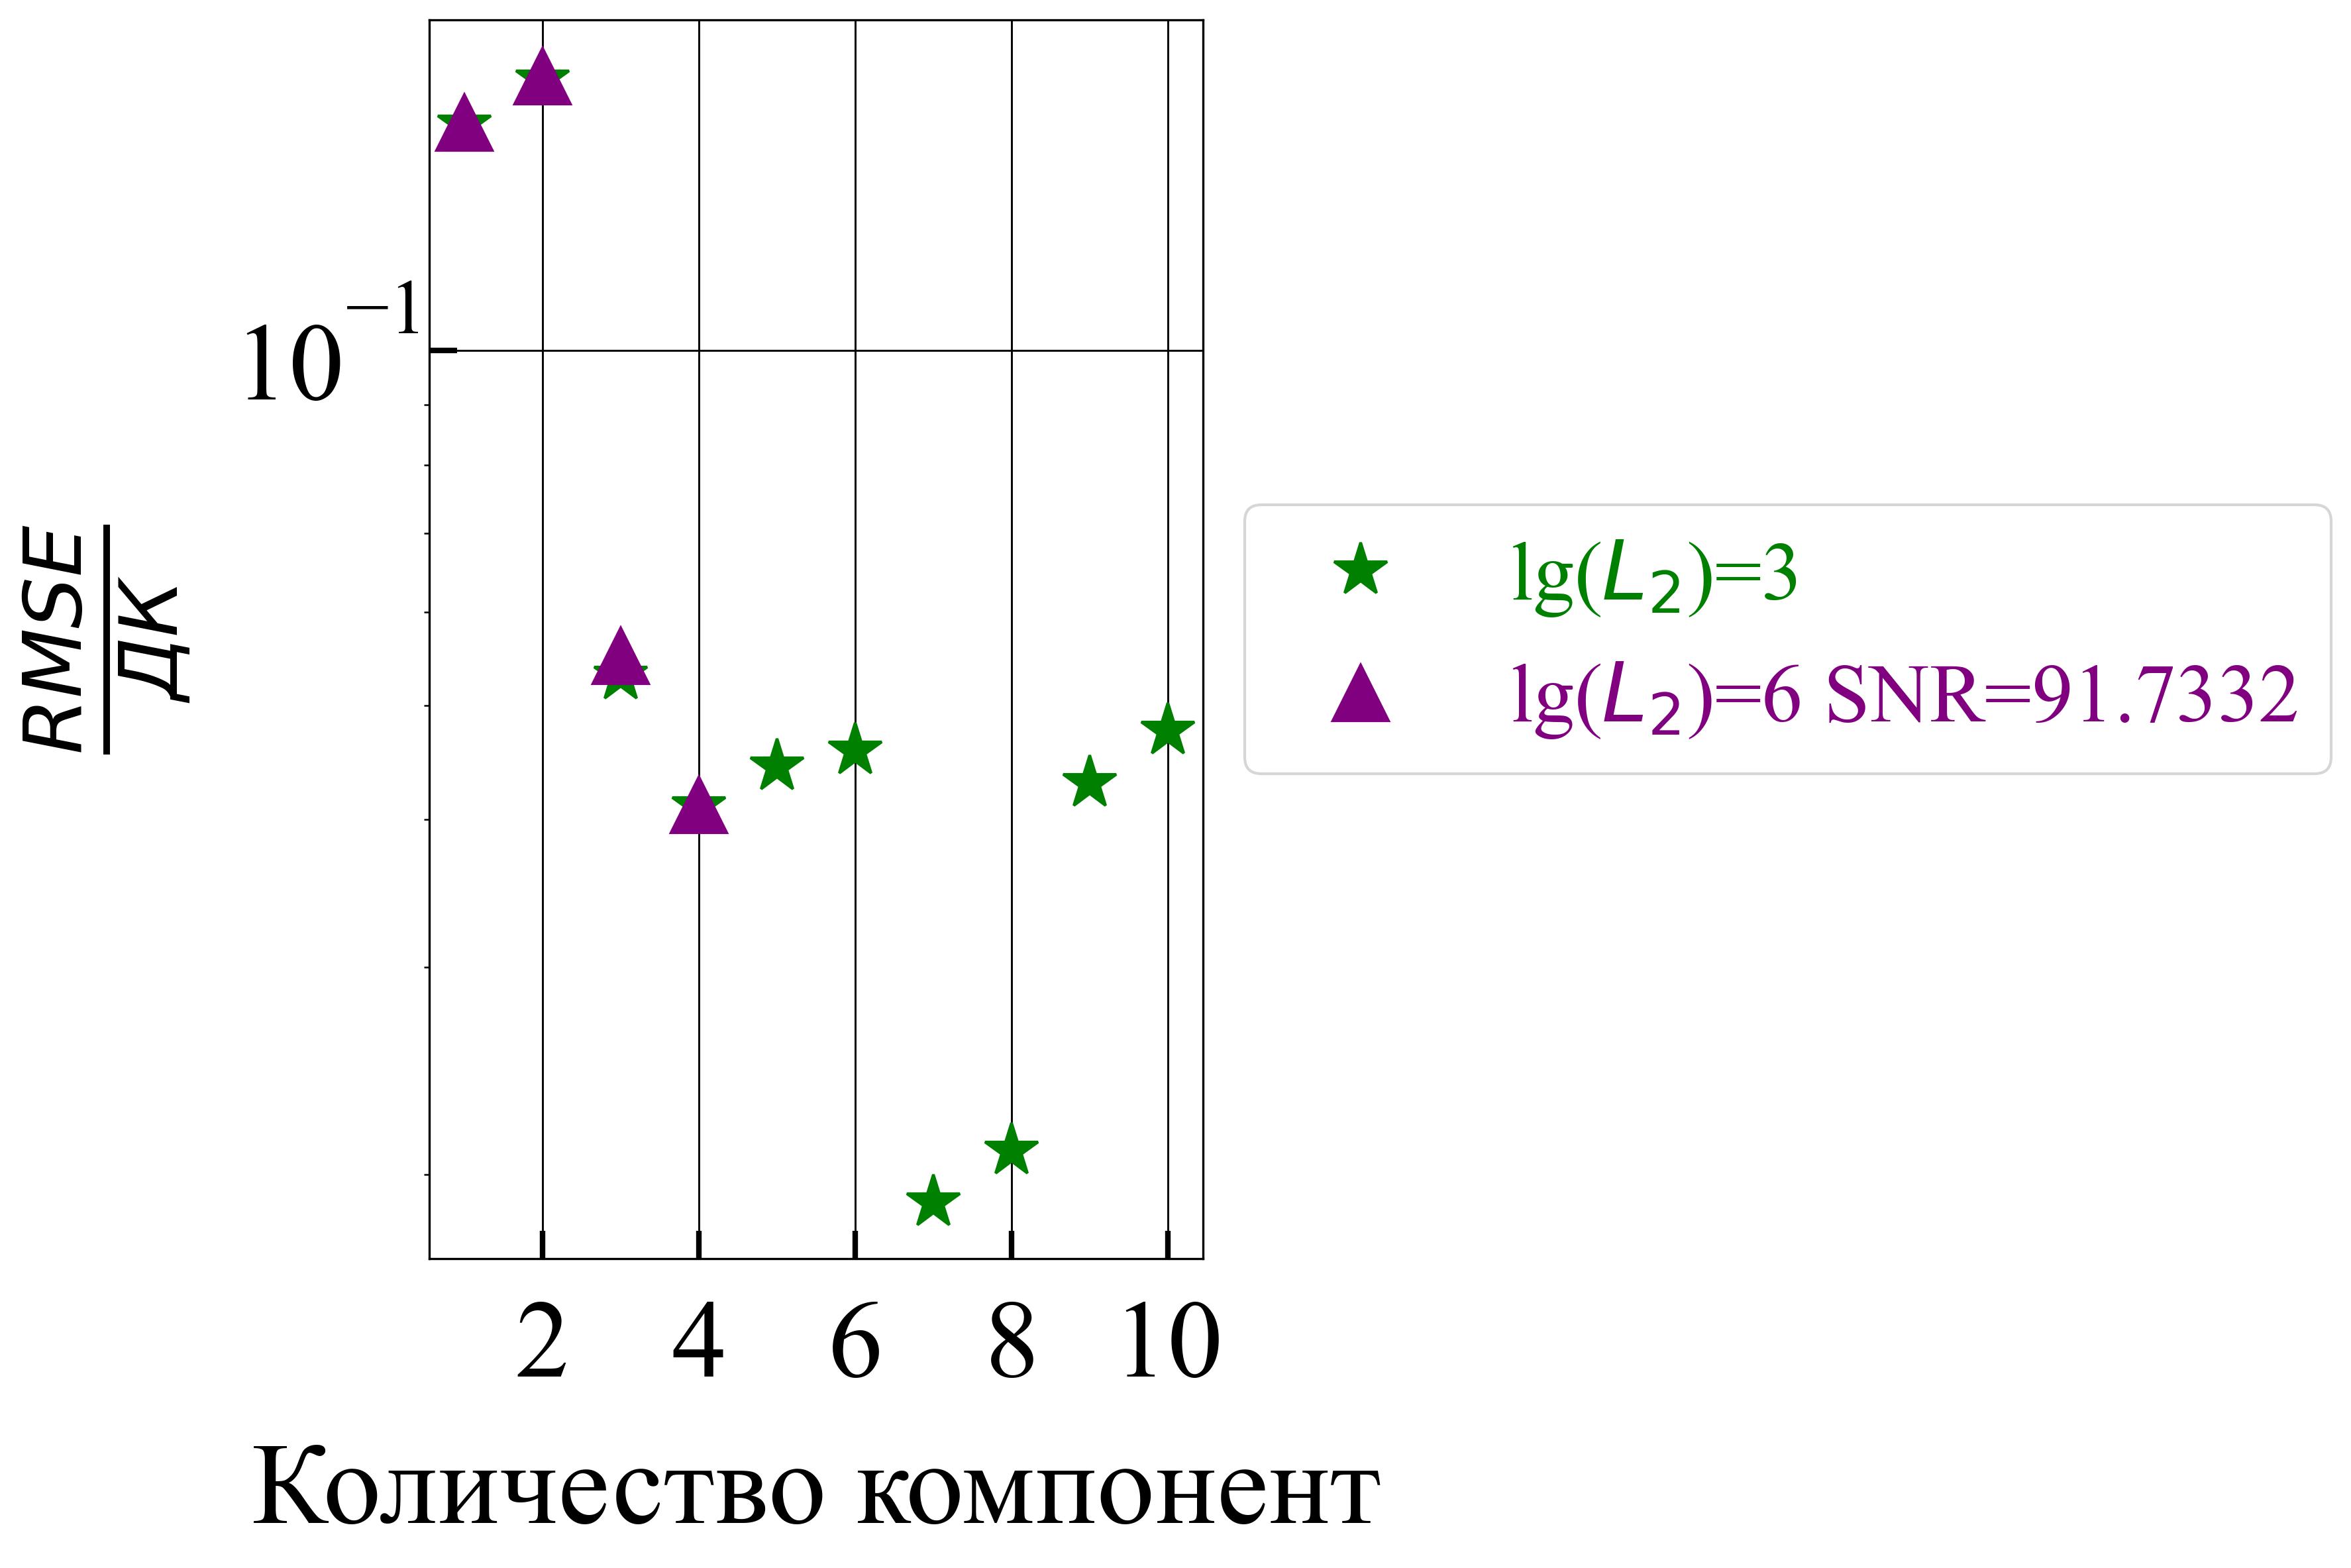 10⁻¹
RMSE
ДК
lg(L₂)=3
lg(L₂)=6 SNR=91.7332
2 4 6 8 10
Количество компонент